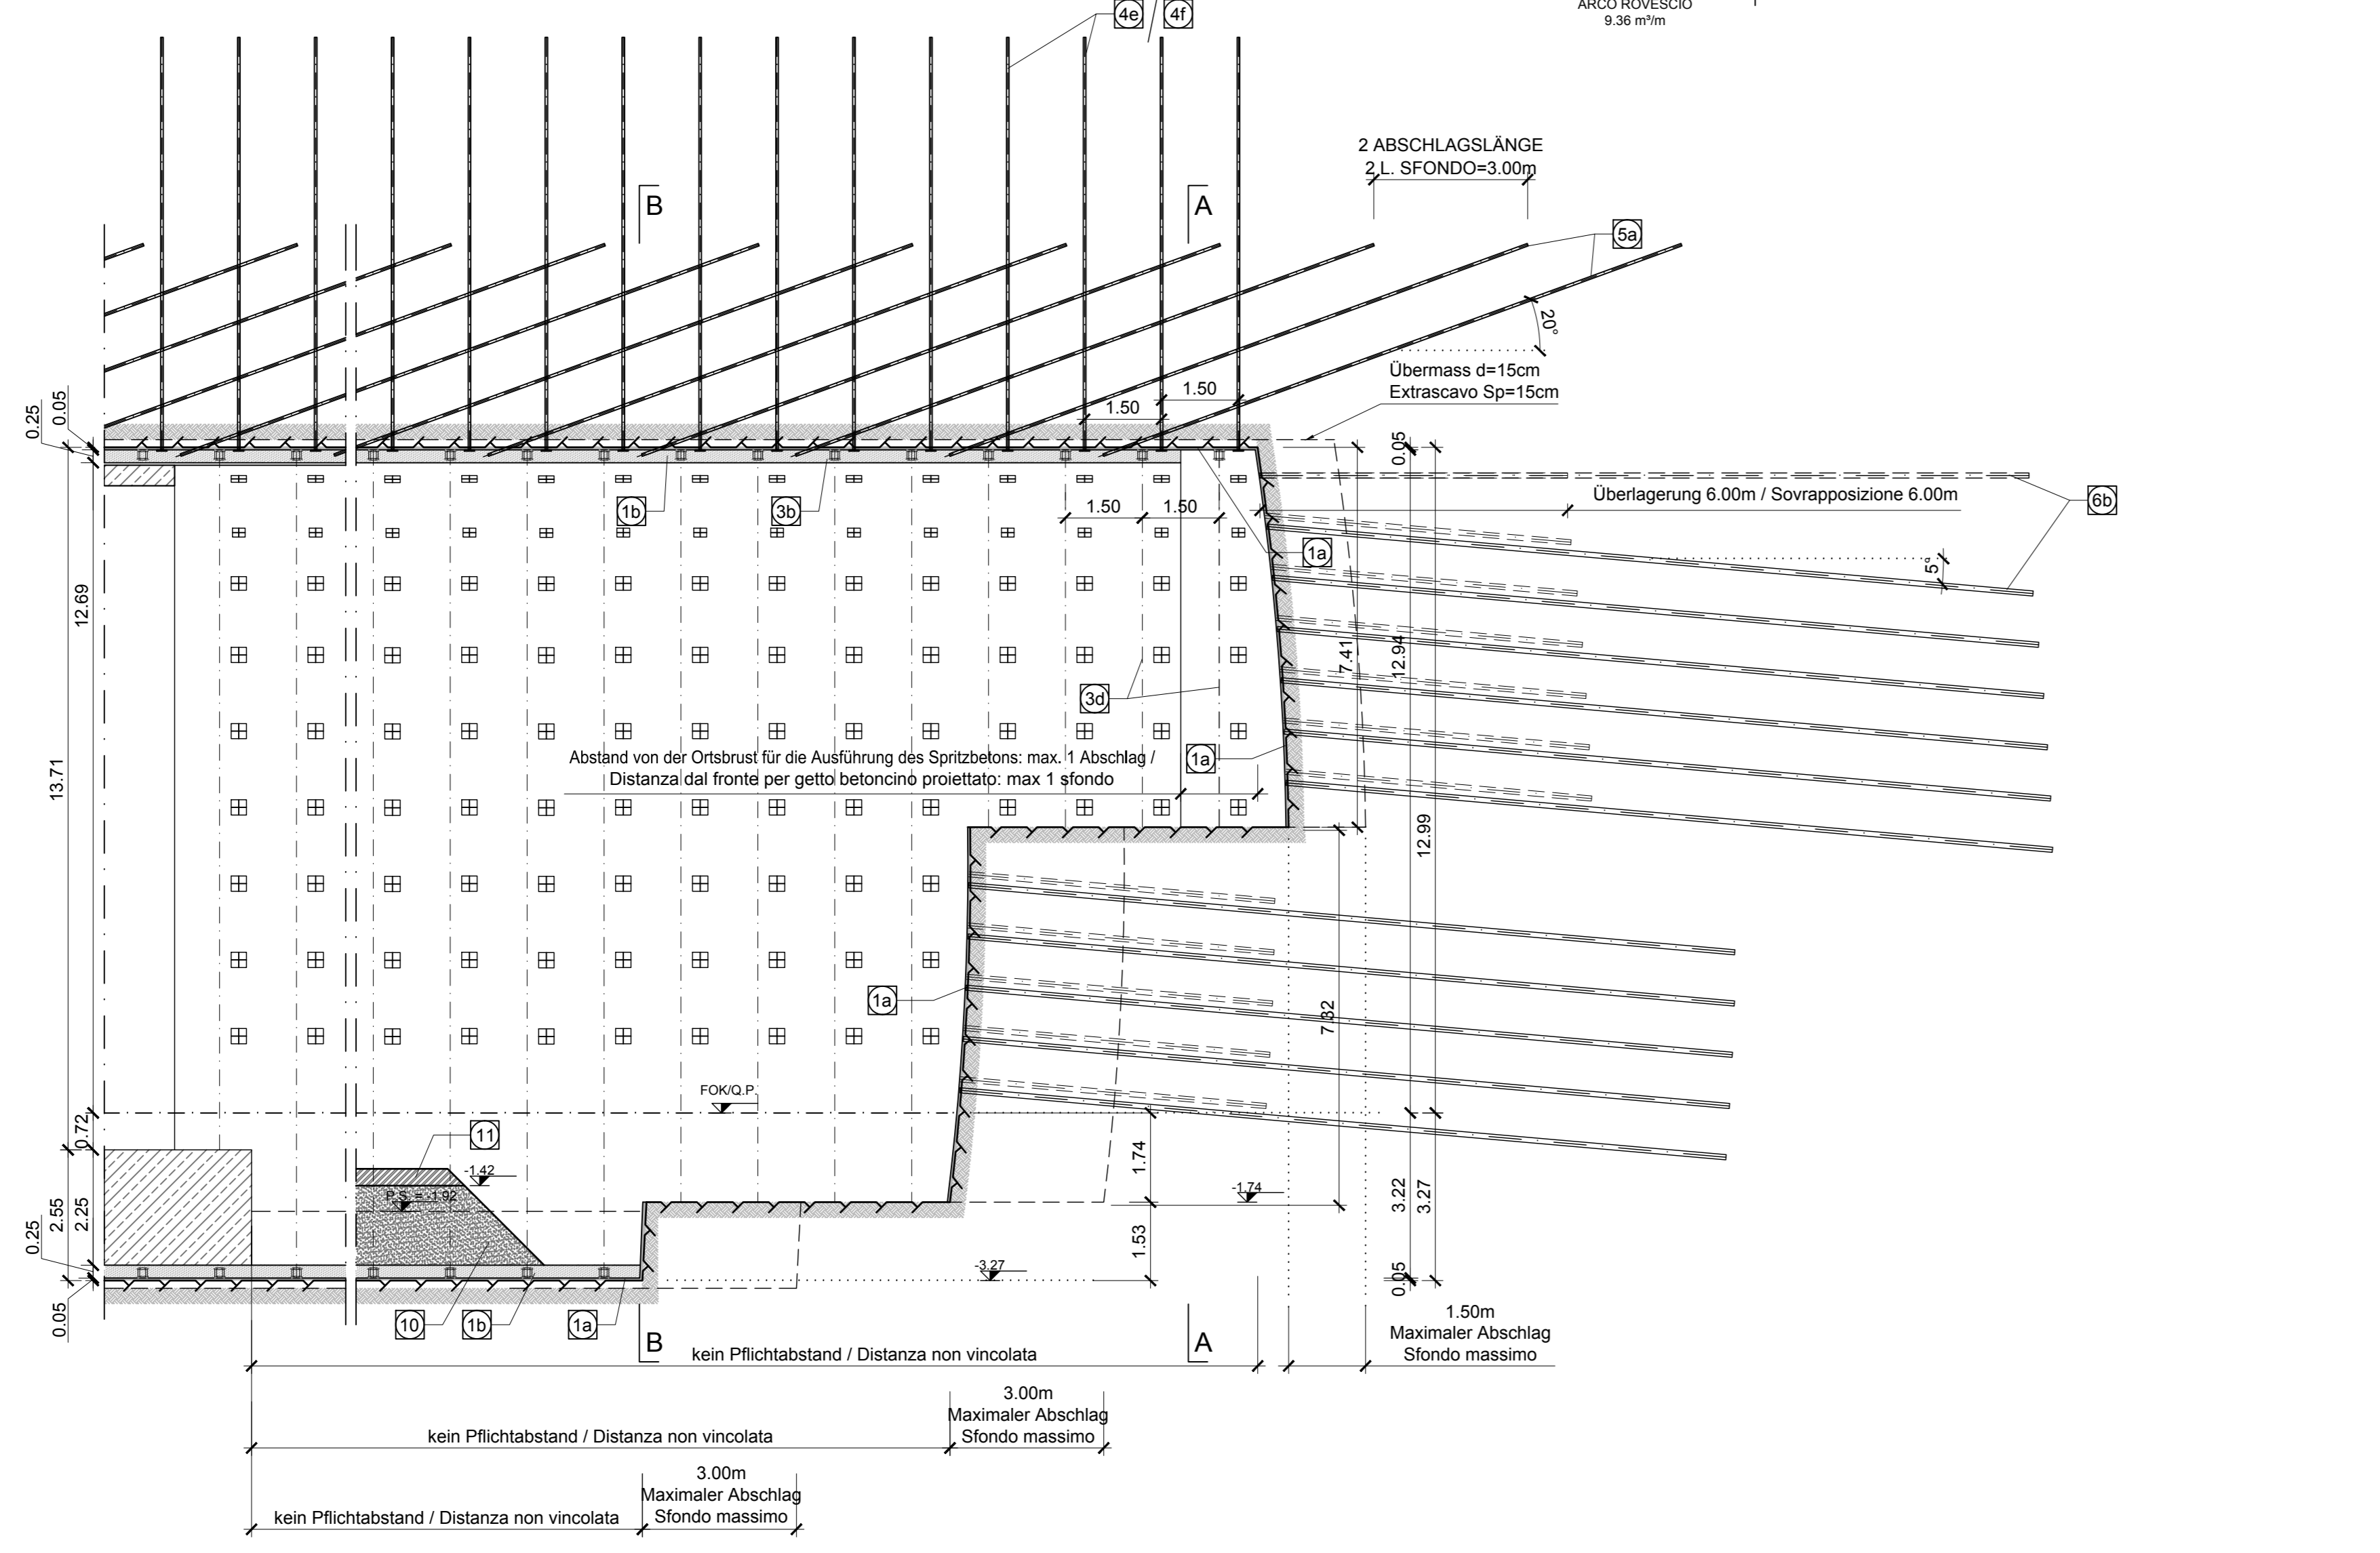 ARCO ROVESCIO
9.36 m³/m
4e / 4f
2 ABSCHLAGSLÄNGE
2 L. SFONDO=3.00m
B
A
5a
20°
Übermass d=15cm
Extrascavo Sp=15cm
1.50
1.50
0.25
0.05
0.05
Überlagerung 6.00m / Sovrapposizione 6.00m
6b
1b
3b
1.50
1.50
1a
5°
12.69
7.41
12.94
3d
Abstand von der Ortsbrust für die Ausführung des Spritzbetons: max. 1 Abschlag /
Distanza dal fronte per getto betoncino proiettato: max 1 sfondo
1a
13.71
12.99
1a
7.32
FOK/Q.P.
0.72
11
-1.42
P.S. = -1.92
1.74
-1.74
2.55
2.25
0.25
1.53
3.22
3.27
-3.27
0.05
0.05
10
1b
1a
B
A
1.50m
Maximaler Abschlag
Sfondo massimo
kein Pflichtabstand / Distanza non vincolata
3.00m
Maximaler Abschlag
Sfondo massimo
kein Pflichtabstand / Distanza non vincolata
3.00m
Maximaler Abschlag
Sfondo massimo
kein Pflichtabstand / Distanza non vincolata